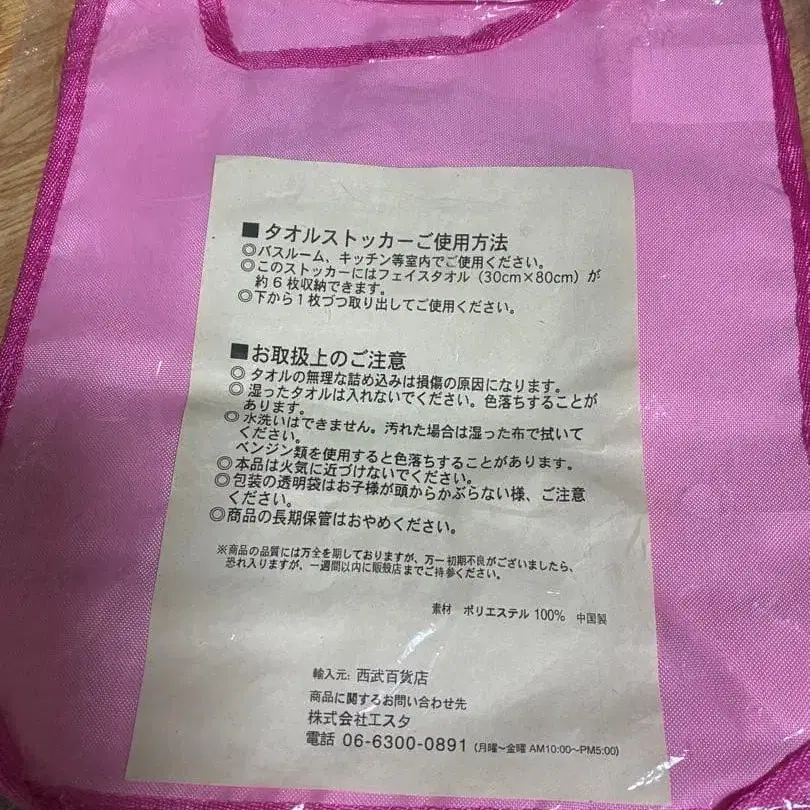 ■タオルストッカーご使用方法
◎バスルーム、キッチン等室内でご使用ください。
◎このストッカーにはフェイスタオル（30cm×80cm）が
約6枚収納できます。
◎下から1枚づつ取り出してご使用ください。
■お取扱上のご注意
◎タオルの無理な詰め込みは損傷の原因になります。
◎湿ったタオルは入れないでください。色落ちすることが
あります。
◎水洗いはできません。汚れた場合は湿った布で拭いて
ください。
ベンジン類を使用すると色落ちすることがあります。
◎本品は火気に近づけないでください。
◎包装の透明袋はお子様が頭からかぶらない様、ご注意
ください。
◎商品の長期保管はおやめください。
※商品の品質には万全を期しておりますが、万一初期不良がございましたら、
恐れ入りますが、一週間以内に販殻店までご持参ください。
素材 ポリエステル 100% 中国製
輸入元: 西武百貨店
商品に関するお問い合わせ先
株式会社エスタ
電話 06-6300-0891（月曜〜金曜 AM10:00〜PM5:00）